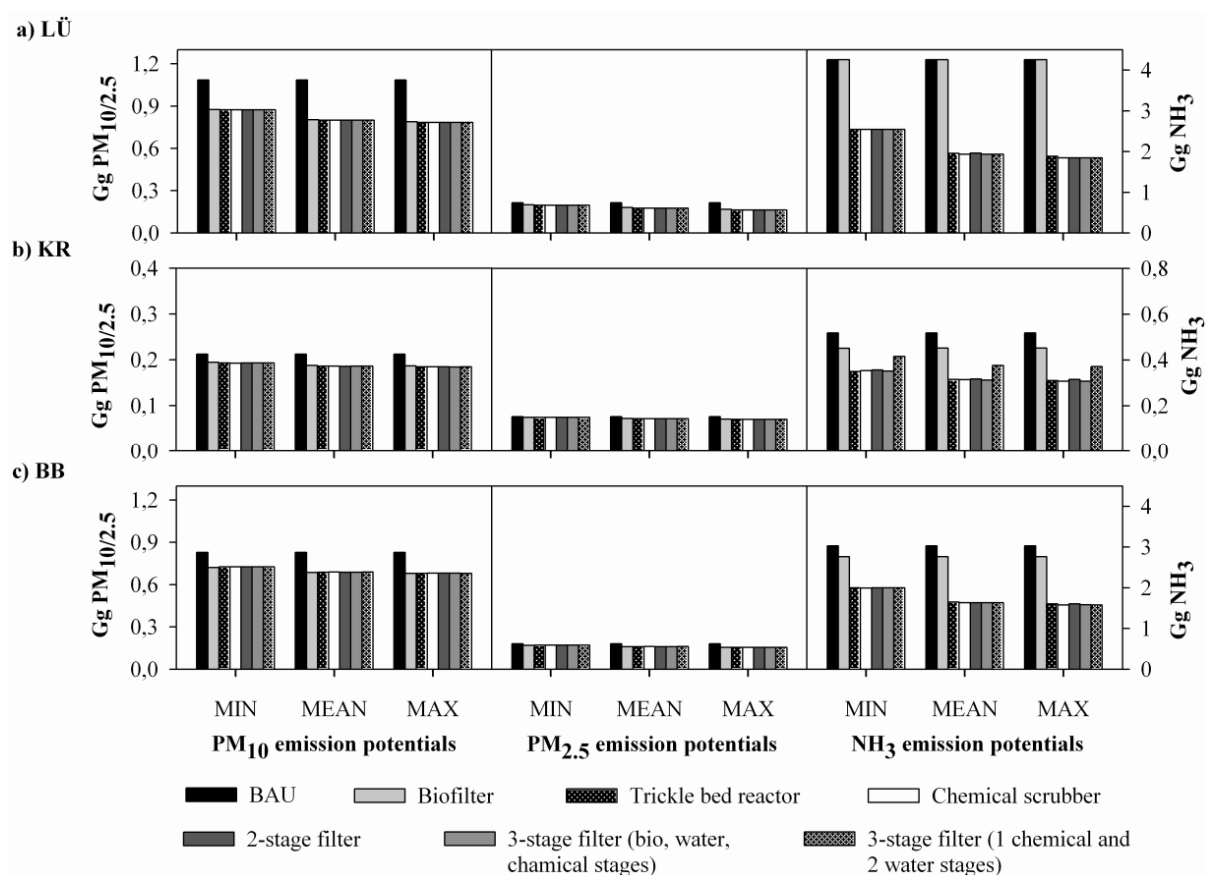 a) LÜ
Gg PM10/2.5
1,2
0,9
0,6
0,3
0,0
4
3
2
1
0
Gg NH3
b) KR
Gg PM10/2.5
0,4
0,3
0,2
0,1
0,0
0,8
0,6
0,4
0,2
0,0
Gg NH3
c) BB
Gg PM10/2.5
1,2
0,9
0,6
0,3
0,0
4
3
2
1
0
Gg NH3
MIN MEAN MAX MIN MEAN MAX MIN MEAN MAX
PM10 emission potentials PM2.5 emission potentials NH3 emission potentials
BAU Biofilter Trickle bed reactor Chemical scrubber
2-stage filter 3-stage filter (bio, water, 3-stage filter (1 chemical and
chamical stages) 2 water stages)